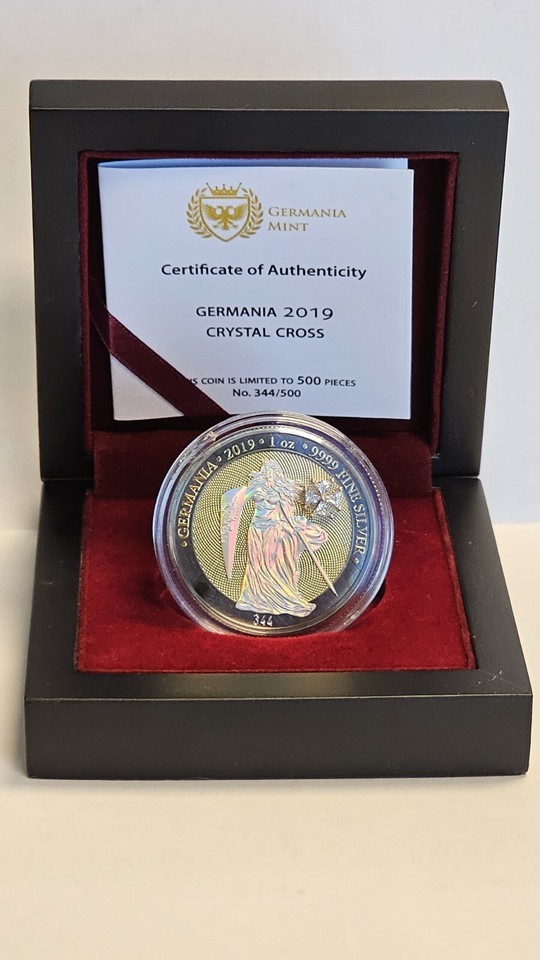 GERMANIA
MINT
Certificate of Authenticity
GERMANIA 2019
CRYSTAL CROSS
COIN IS LIMITED TO 500 PIECES
No. 344/500
• GERMANIA • 2019 • 1 oz • 9999 FINE SILVER •
344